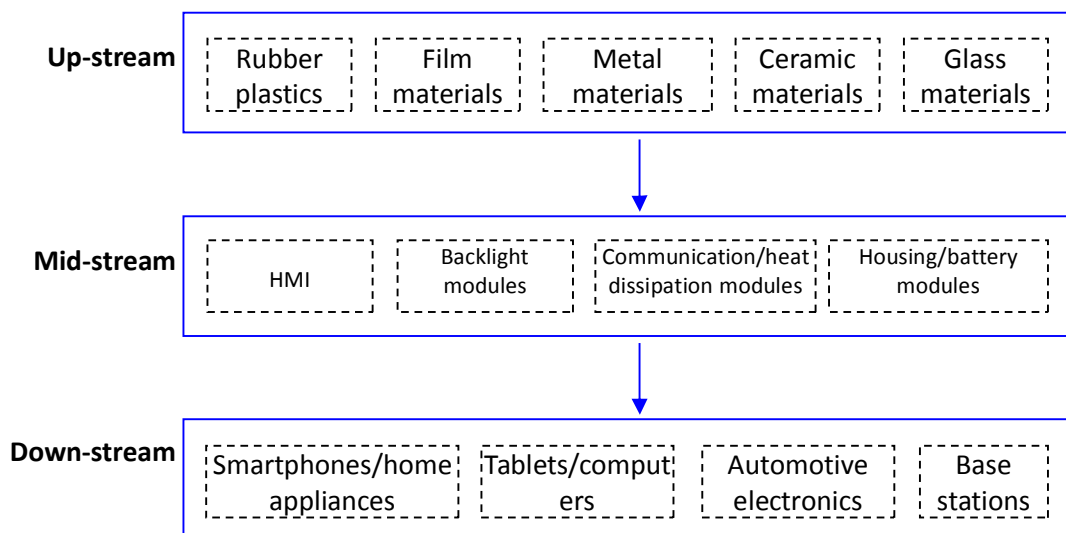 Up-stream
Rubber
plastics
Film
materials
Metal
materials
Ceramic
materials
Glass
materials
Mid-stream
HMI
Backlight
modules
Communication/heat
dissipation modules
Housing/battery
modules
Down-stream
Smartphones/home
appliances
Tablets/comput
ers
Automotive
electronics
Base
stations